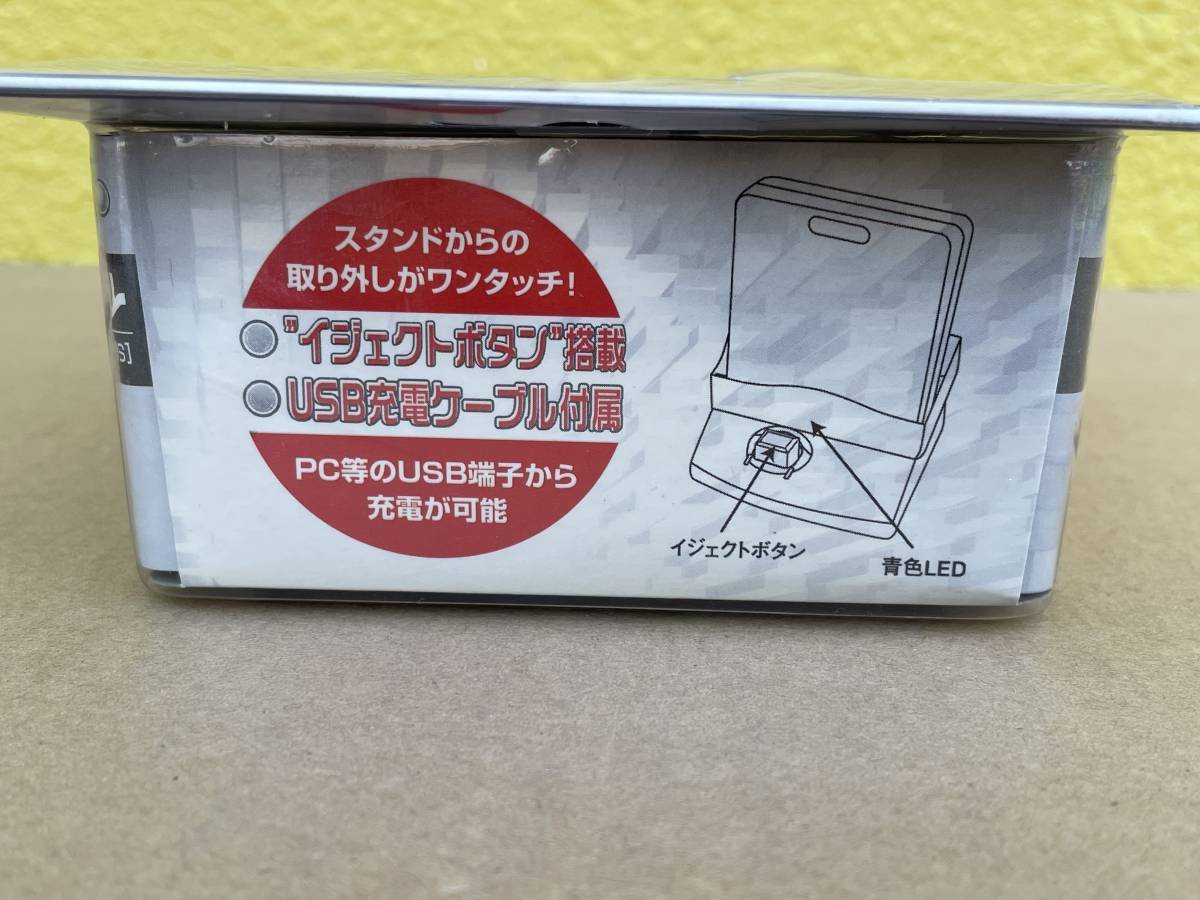 スタンドからの
取り外しがワンタッチ!
"イジェクトボタン"搭載
USB充電ケーブル付属
PC等のUSB端子から
充電が可能
イジェクトボタン
青色LED
S]